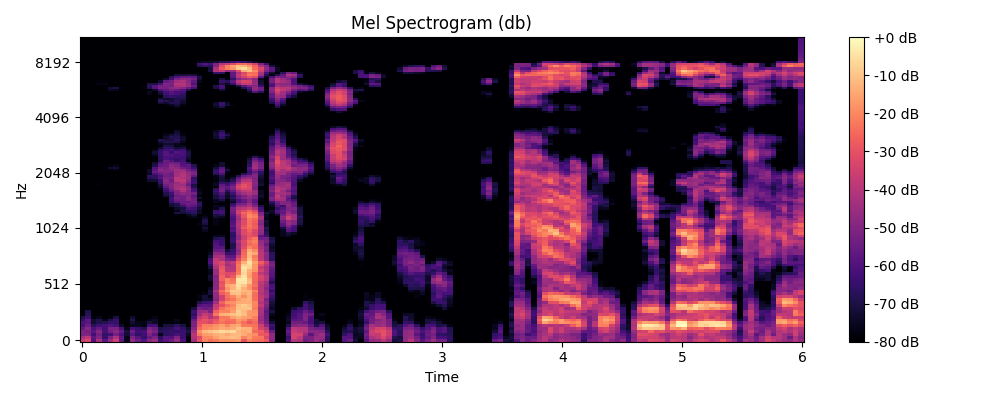 Mel Spectrogram (db)
Hz
8192
4096
2048
1024
512
0
0 1 2 3 4 5 6
Time
+0 dB
-10 dB
-20 dB
-30 dB
-40 dB
-50 dB
-60 dB
-70 dB
-80 dB